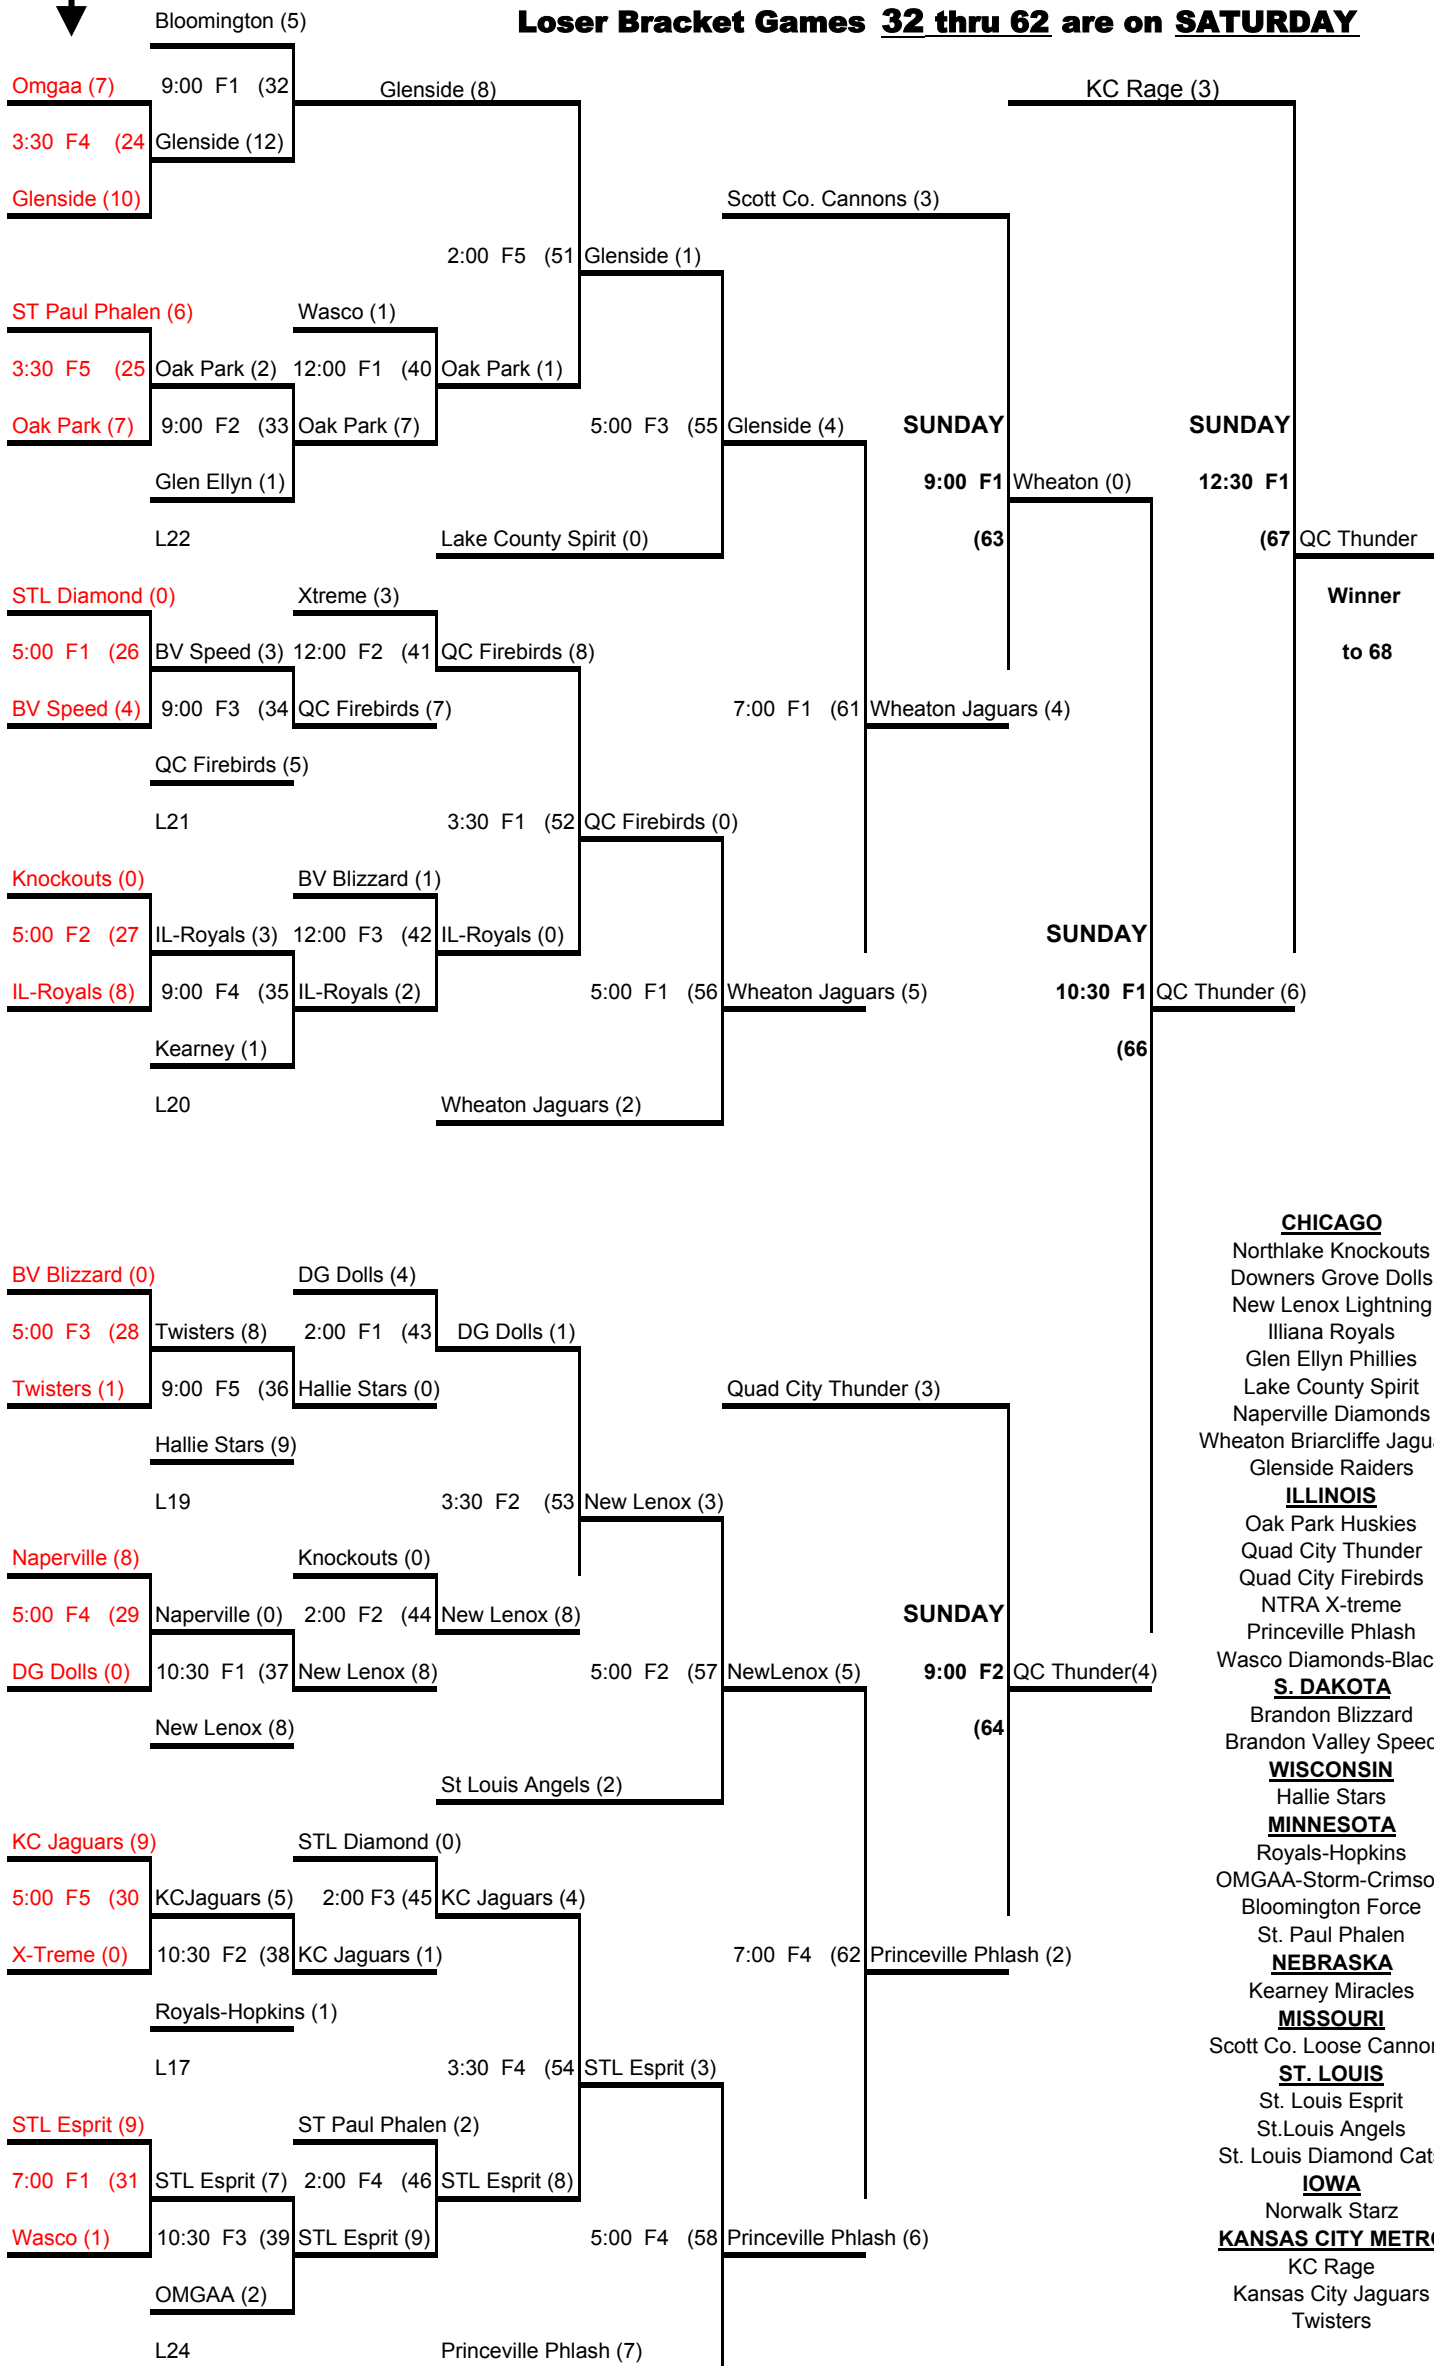 Loser Bracket Games 32 thru 62 are on SATURDAY
Bloomington (5)
Omgaa (7)
9:00 F1 (32
Glenside (8)
KC Rage (3)
3:30 F4 (24
Glenside (12)
Glenside (10)
Scott Co. Cannons (3)
2:00 F5 (51
Glenside (1)
ST Paul Phalen (6)
Wasco (1)
3:30 F5 (25
Oak Park (2)
12:00 F1 (40
Oak Park (1)
Oak Park (7)
9:00 F2 (33
Oak Park (7)
5:00 F3 (55
Glenside (4)
SUNDAY
SUNDAY
Glen Ellyn (1)
9:00 F1
Wheaton (0)
12:30 F1
L22
Lake County Spirit (0)
(63
(67
QC Thunder
STL Diamond (0)
Xtreme (3)
Winner
5:00 F1 (26
BV Speed (3)
12:00 F2 (41
QC Firebirds (8)
to 68
BV Speed (4)
9:00 F3 (34
QC Firebirds (7)
7:00 F1 (61
Wheaton Jaguars (4)
QC Firebirds (5)
L21
3:30 F1 (52
QC Firebirds (0)
Knockouts (0)
BV Blizzard (1)
5:00 F2 (27
IL-Royals (3)
12:00 F3 (42
IL-Royals (0)
SUNDAY
IL-Royals (8)
9:00 F4 (35
IL-Royals (2)
5:00 F1 (56
Wheaton Jaguars (5)
10:30 F1
QC Thunder (6)
Kearney (1)
(66
L20
Wheaton Jaguars (2)
BV Blizzard (0)
DG Dolls (4)
5:00 F3 (28
Twisters (8)
2:00 F1 (43
DG Dolls (1)
Twisters (1)
9:00 F5 (36
Hallie Stars (0)
Quad City Thunder (3)
Hallie Stars (9)
L19
3:30 F2 (53
New Lenox (3)
Naperville (8)
Knockouts (0)
5:00 F4 (29
Naperville (0)
2:00 F2 (44
New Lenox (8)
SUNDAY
DG Dolls (0)
10:30 F1 (37
New Lenox (8)
5:00 F2 (57
NewLenox (5)
9:00 F2
QC Thunder(4)
New Lenox (8)
(64
St Louis Angels (2)
KC Jaguars (9)
STL Diamond (0)
5:00 F5 (30
KCJaguars (5)
2:00 F3 (45
KC Jaguars (4)
X-Treme (0)
10:30 F2 (38
KC Jaguars (1)
7:00 F4 (62
Princeville Phlash (2)
Royals-Hopkins (1)
L17
3:30 F4 (54
STL Esprit (3)
STL Esprit (9)
ST Paul Phalen (2)
7:00 F1 (31
STL Esprit (7)
2:00 F4 (46
STL Esprit (8)
Wasco (1)
10:30 F3 (39
STL Esprit (9)
5:00 F4 (58
Princeville Phlash (6)
OMGAA (2)
L24
Princeville Phlash (7)
CHICAGO
Northlake Knockouts
Downers Grove Dolls
New Lenox Lightning
Illiana Royals
Glen Ellyn Phillies
Lake County Spirit
Naperville Diamonds
Wheaton Briarcliffe Jagu
Glenside Raiders
ILLINOIS
Oak Park Huskies
Quad City Thunder
Quad City Firebirds
NTRA X-treme
Princeville Phlash
Wasco Diamonds-Blac
S. DAKOTA
Brandon Blizzard
Brandon Valley Speed
WISCONSIN
Hallie Stars
MINNESOTA
Royals-Hopkins
OMGAA-Storm-Crimso
Bloomington Force
St. Paul Phalen
NEBRASKA
Kearney Miracles
MISSOURI
Scott Co. Loose Cannon
ST. LOUIS
St. Louis Esprit
St.Louis Angels
St. Louis Diamond Cats
IOWA
Norwalk Starz
KANSAS CITY METRO
KC Rage
Kansas City Jaguars
Twisters